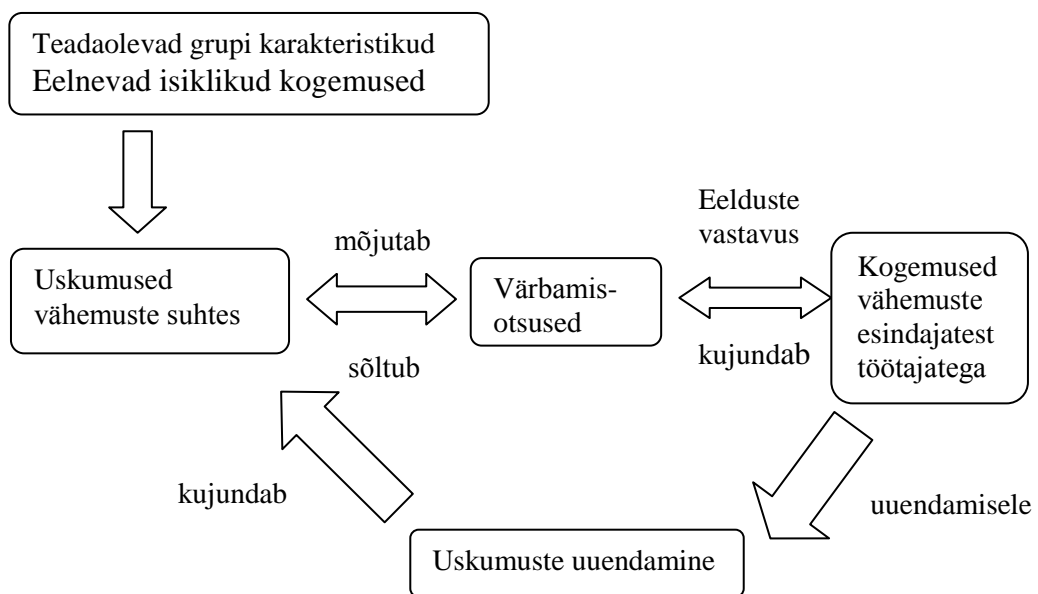 Teadaolevad grupi karakteristikud
Eelnevad isiklikud kogemused
Uskumused
vähemuste suhtes
mõjutab
sõltub
Värbamis-
otsused
Eelduste
vastavus
kujundab
Kogemused
vähemuste
esindajatest
töötajatega
kujundab
uuendamisele
Uskumuste uuendamine